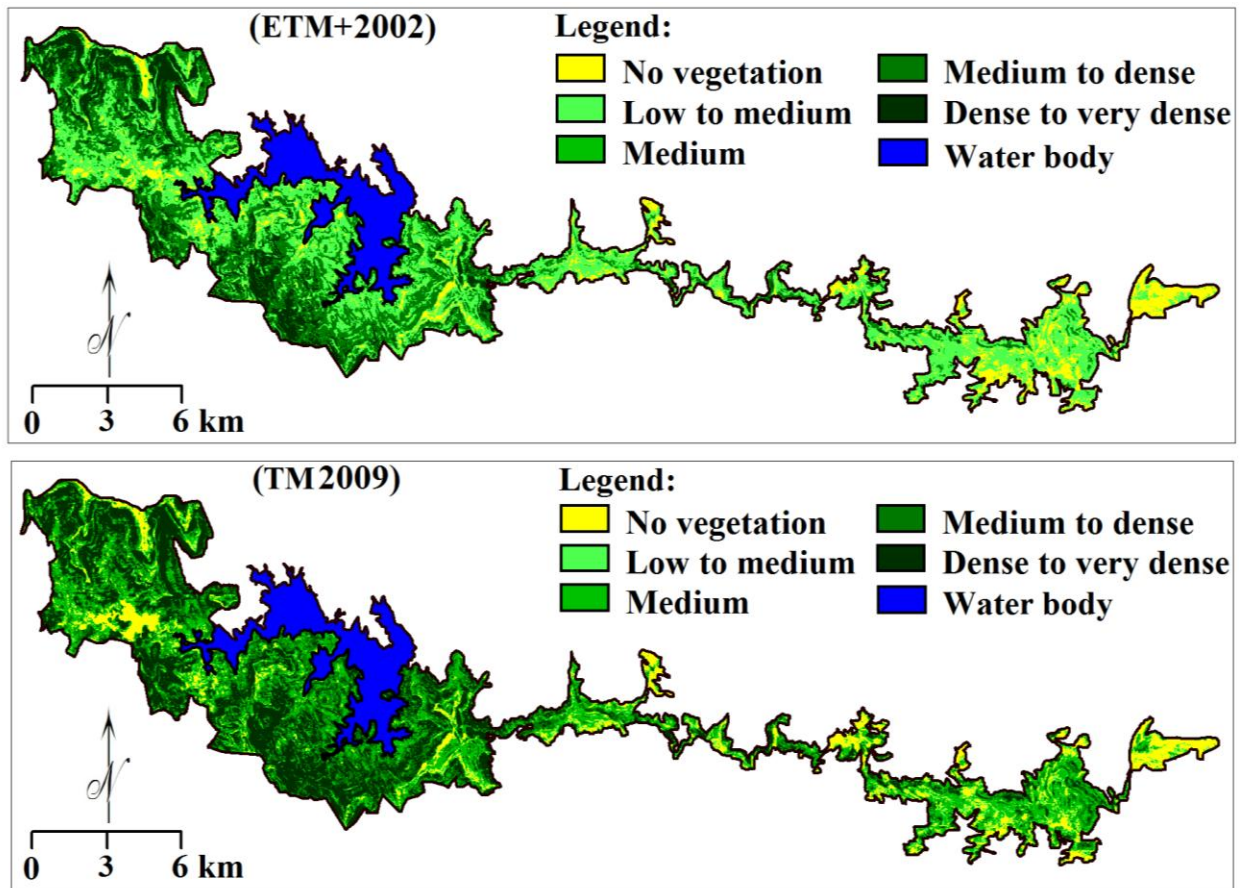 (ETM+2002)
Legend:
No vegetation
Low to medium
Medium
Medium to dense
Dense to very dense
Water body
N
0 3 6 km
(TM2009)
Legend:
No vegetation
Low to medium
Medium
Medium to dense
Dense to very dense
Water body
N
0 3 6 km